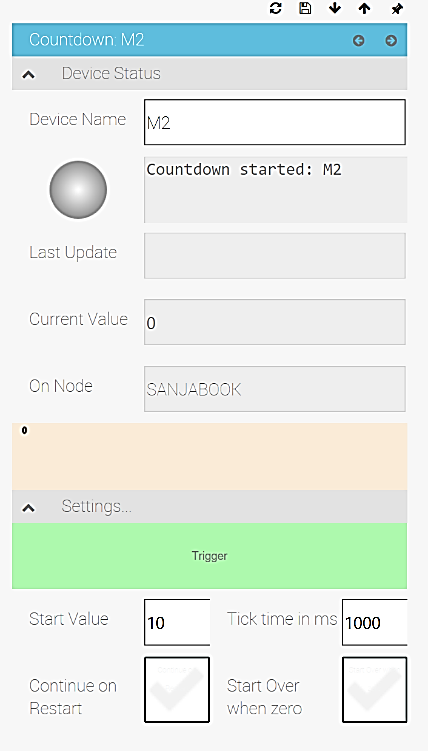 Countdown: M2
Device Status
Device Name M2
Countdown started: M2
Last Update
Current Value 0
On Node SANJABOOK
0
Settings...
Trigger
Start Value 10 Tick time in ms 1000
Continue on Restart
Start Over when zero